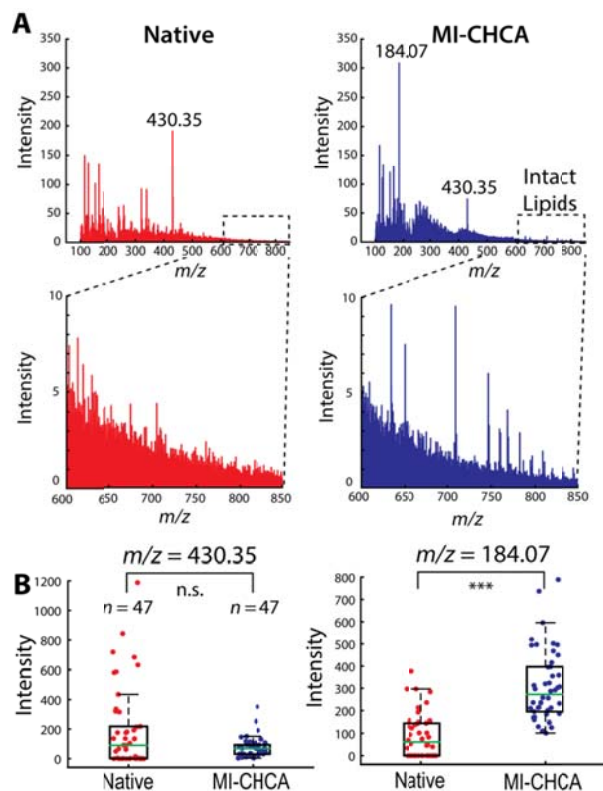 A
Native
MI-CHCA
350
300
250
200
150
100
50
0
Intensity
430.35
100 200 300 400 500 600 700 800
m/z
350
300
250
200
150
100
50
0
Intensity
184.07
430.35
Intact
Lipids
100 200 300 400 500 600 700 800
m/z
10
5
0
Intensity
600 650 700 750 800 850
m/z
10
5
0
Intensity
600 650 700 750 800 850
m/z
B
m/z = 430.35
n.s.
n = 47 n = 47
1200
1000
800
600
400
200
0
Intensity
Native MI-CHCA
m/z = 184.07
***
800
700
600
500
400
300
200
100
0
Intensity
Native MI-CHCA